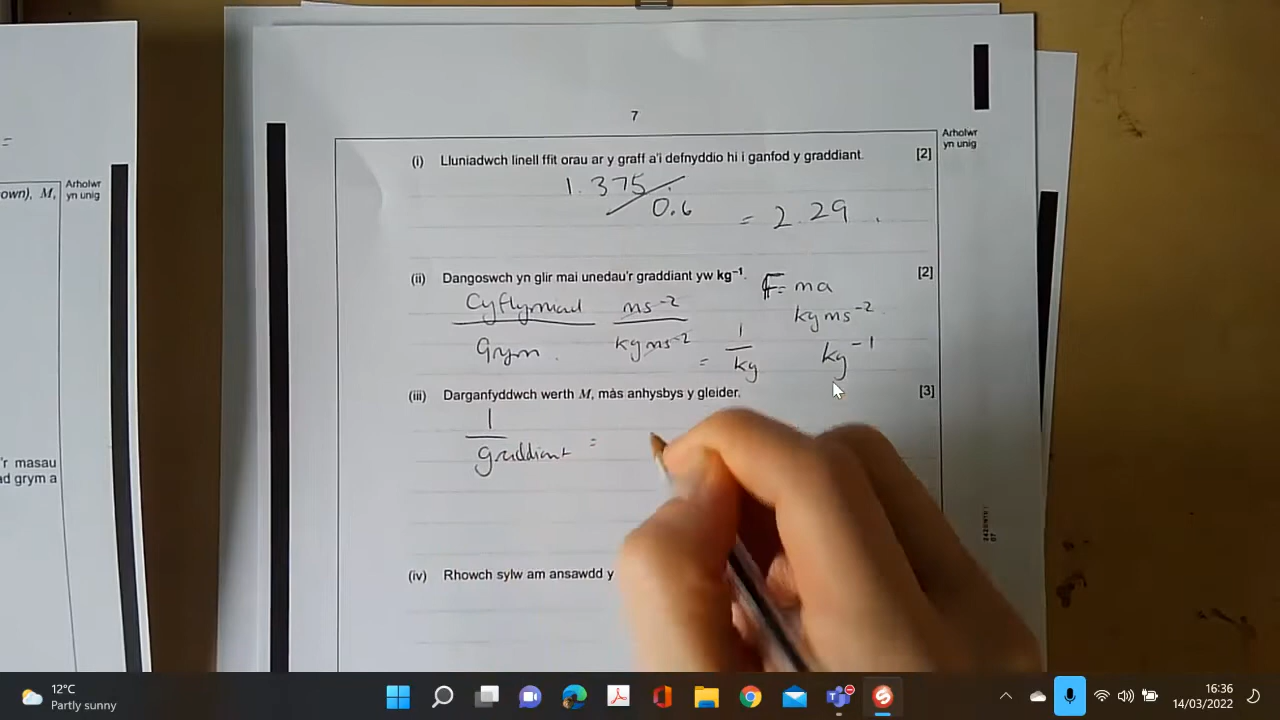 7
Arholwr
yn unig
(i) Lluniadwch linell ffit orau ar y graff a'i defnyddio hi i ganfod y graddiant. [2]
1.375/0.6 = 2.29
(ii) Dangoswch yn glir mai unedau'r graddiant yw kg⁻¹. [2]
F = ma
Cyflymiad ms⁻² kgms⁻²
Grym. kgms⁻² = 1/kg kg⁻¹
(iii) Darganfyddwch werth M, màs anhysbys y gleider. [3]
1
graddiant =
(iv) Rhowch sylw am ansawdd y
=
Arholwr
own), M, yn unig
'r masau
ad grym a
12°C
Partly sunny
16:36
14/03/2022